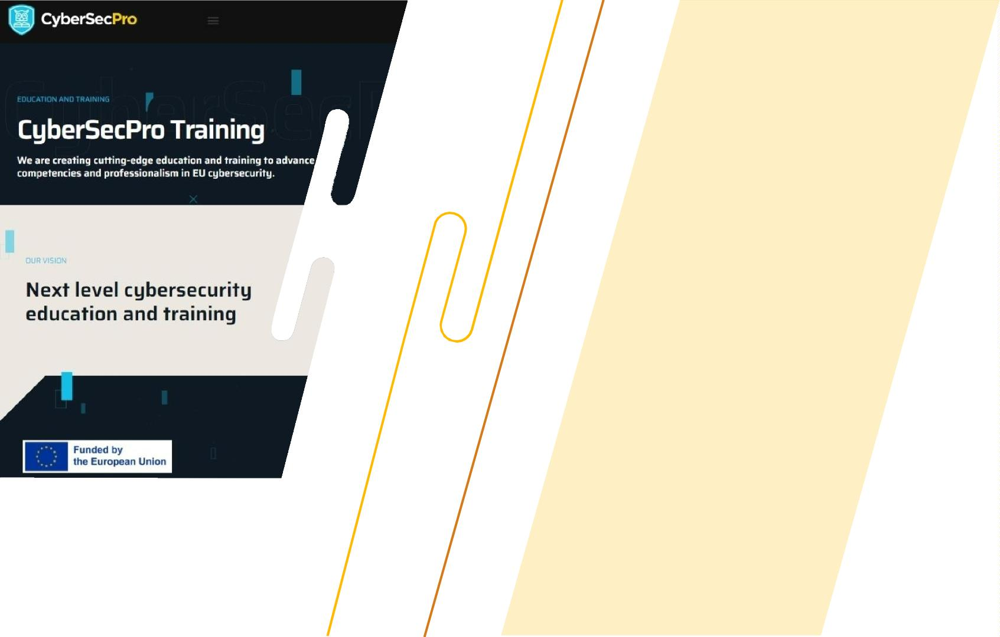 CyberSecPro
EDUCATION AND TRAINING
CyberSecPro Training
We are creating cutting-edge education and training to advance
competencies and professionalism in EU cybersecurity.
OUR VISION
Next level cybersecurity
education and training
Funded by
the European Union